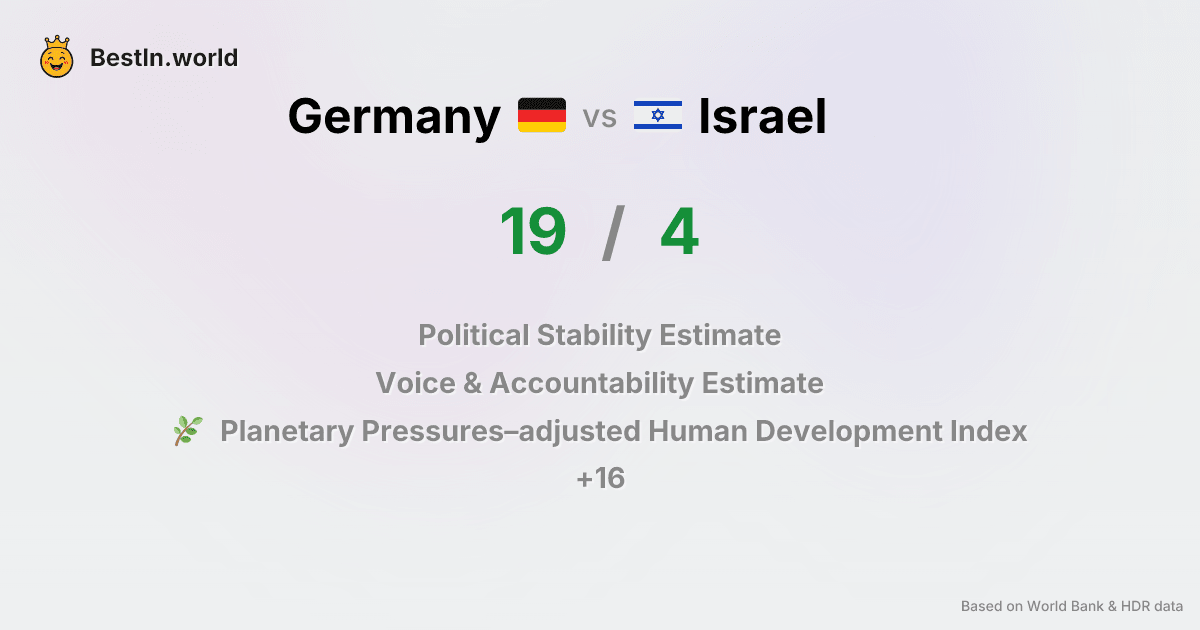 BestIn.world
Germany vs Israel
19 / 4
Political Stability Estimate
Voice & Accountability Estimate
Planetary Pressures–adjusted Human Development Index
+16
Based on World Bank & HDR data